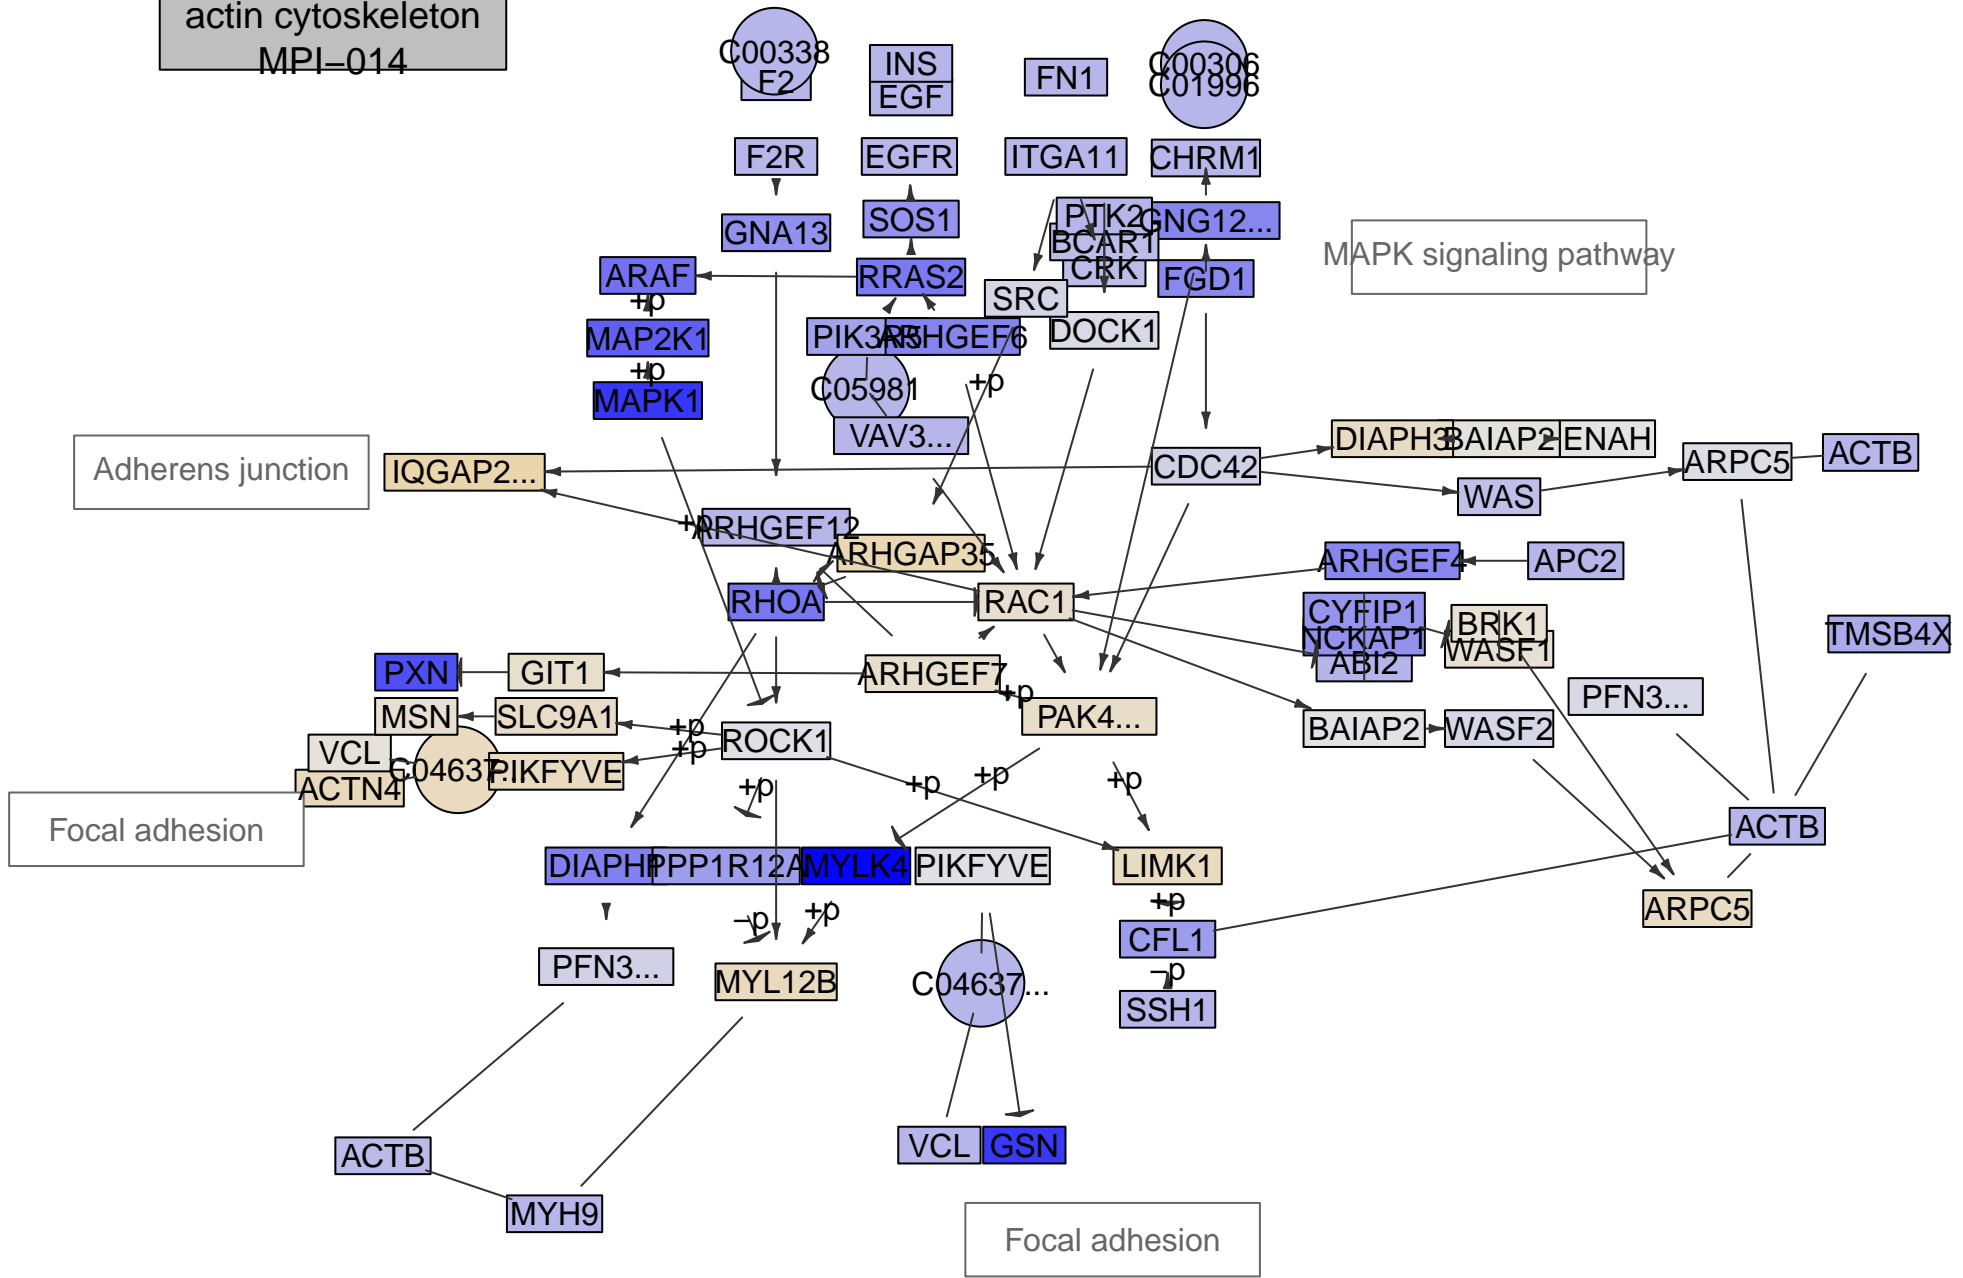 actin cytoskeleton
MPI−014
C00338
F2
INS
EGF
FN1
C00306
C01996
F2R
EGFR
ITGA11
CHRM1
GNA13
SOS1
PTK2
BCAR1
CRK
GNG12...
MAPK signaling pathway
ARAF
+p
RRAS2
SRC
FGD1
MAP2K1
+p
PIK3R5
ARHGEF6
DOCK1
MAPK1
C05981
+p
VAV3...
Adherens junction
IQGAP2...
CDC42
DIAPH3
BAIAP2
ENAH
ARPC5
ACTB
WAS
+p
ARHGEF12
ARHGAP35
ARHGEF4
APC2
RHOA
RAC1
CYFIP1
NCKAP1
ABI2
BRK1
WASF1
TMSB4X
PXN
GIT1
ARHGEF7
+p
PFN3...
MSN
SLC9A1
+p
PAK4...
BAIAP2
WASF2
VCL
+p
ROCK1
C04637...
PIKFYVE
ACTN4
+p
+p
+p
+p
Focal adhesion
ACTB
DIAPH
PPP1R12A
MYLK4
PIKFYVE
LIMK1
−p
+p
+p
ARPC5
CFL1
PFN3...
MYL12B
C04637...
−p
SSH1
ACTB
VCL
GSN
MYH9
Focal adhesion